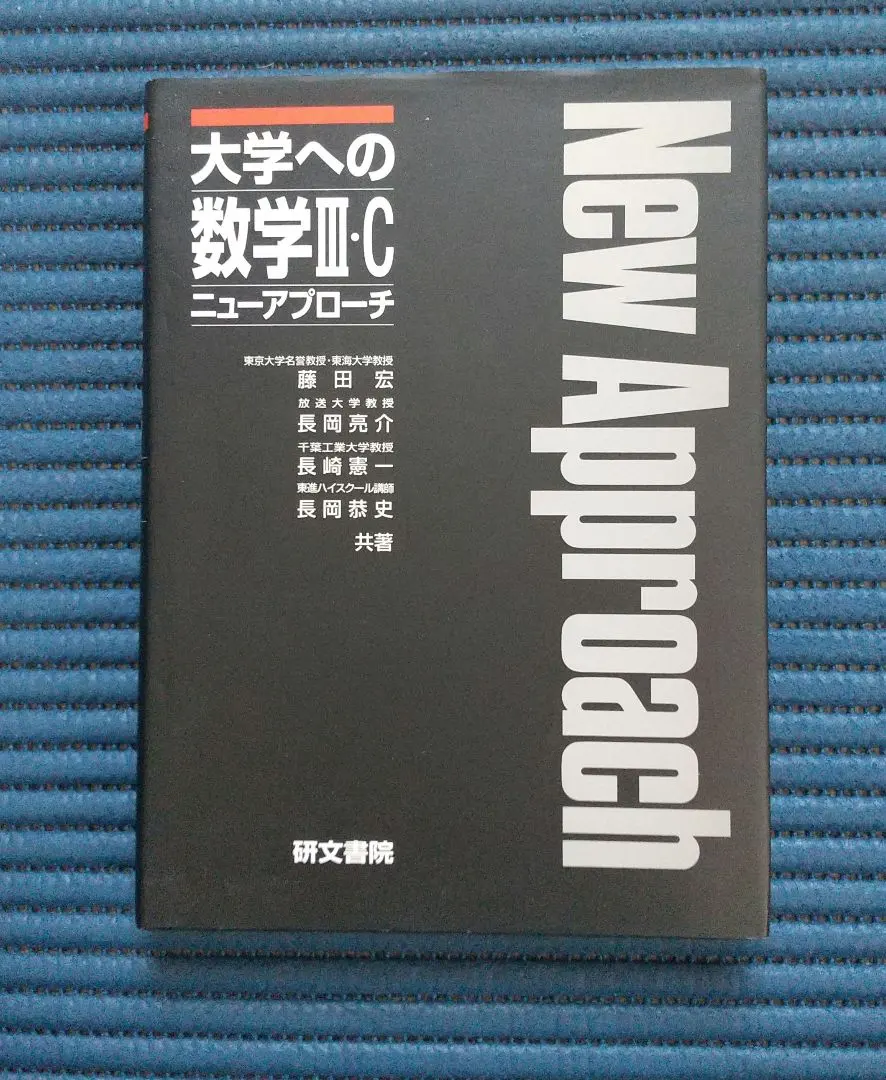 大学への
数学Ⅲ・C
ニューアプローチ
東京大学名誉教授・東海大学教授
藤田 宏
放送大学教授
長岡亮介
千葉工業大学教授
長崎憲一
東進ハイスクール講師
長岡恭史
共著
研文書院
New Approach